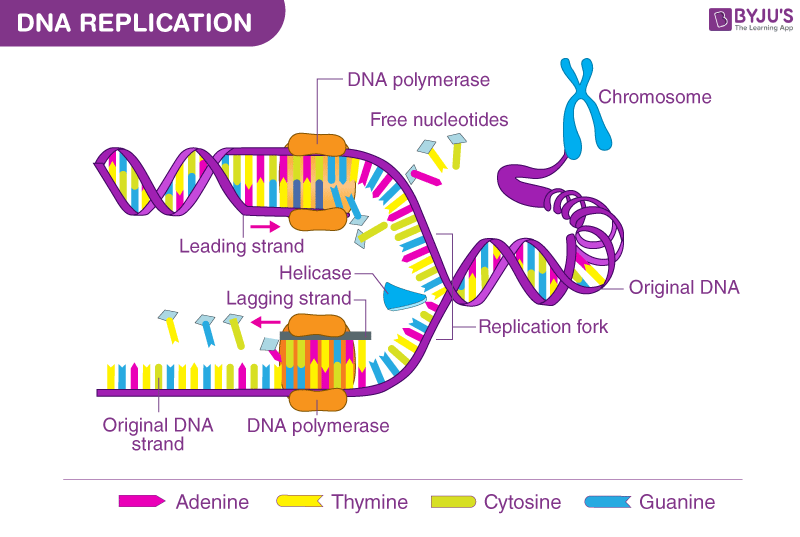 DNA REPLICATION
BYJU'S
The Learning App
DNA polymerase
Free nucleotides
Chromosome
Leading strand
Helicase
Lagging strand
Original DNA
Replication fork
Original DNA
strand
DNA polymerase
Adenine
Thymine
Cytosine
Guanine